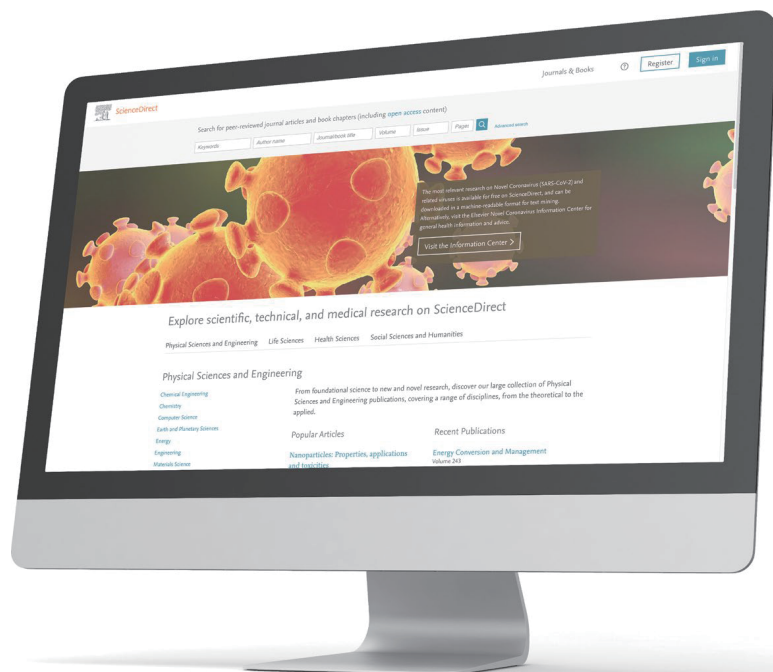 ScienceDirect
Journals & Books
?
Register
Sign in
Search for peer-reviewed journal articles and book chapters (including open access content)
Keywords
Author name
Journal/book title
Volume
Issue
Pages
Advanced search
The most relevant research on Novel Coronavirus (SARS-CoV-2) and
related viruses is available for free on ScienceDirect, and can be
downloaded in a machine-readable format for text mining.
Alternatively, visit the Elsevier Novel Coronavirus Information Center for
general health information and advice.
Visit the Information Center >
Explore scientific, technical, and medical research on ScienceDirect
Physical Sciences and Engineering Life Sciences Health Sciences Social Sciences and Humanities
Physical Sciences and Engineering
Chemical Engineering
Chemistry
Computer Science
Earth and Planetary Sciences
Energy
Engineering
Materials Science
From foundational science to new and novel research, discover our large collection of Physical
Sciences and Engineering publications, covering a range of disciplines, from the theoretical to the
applied.
Popular Articles
Nanoparticles: Properties, applications
and toxicities
Recent Publications
Energy Conversion and Management
Volume 243